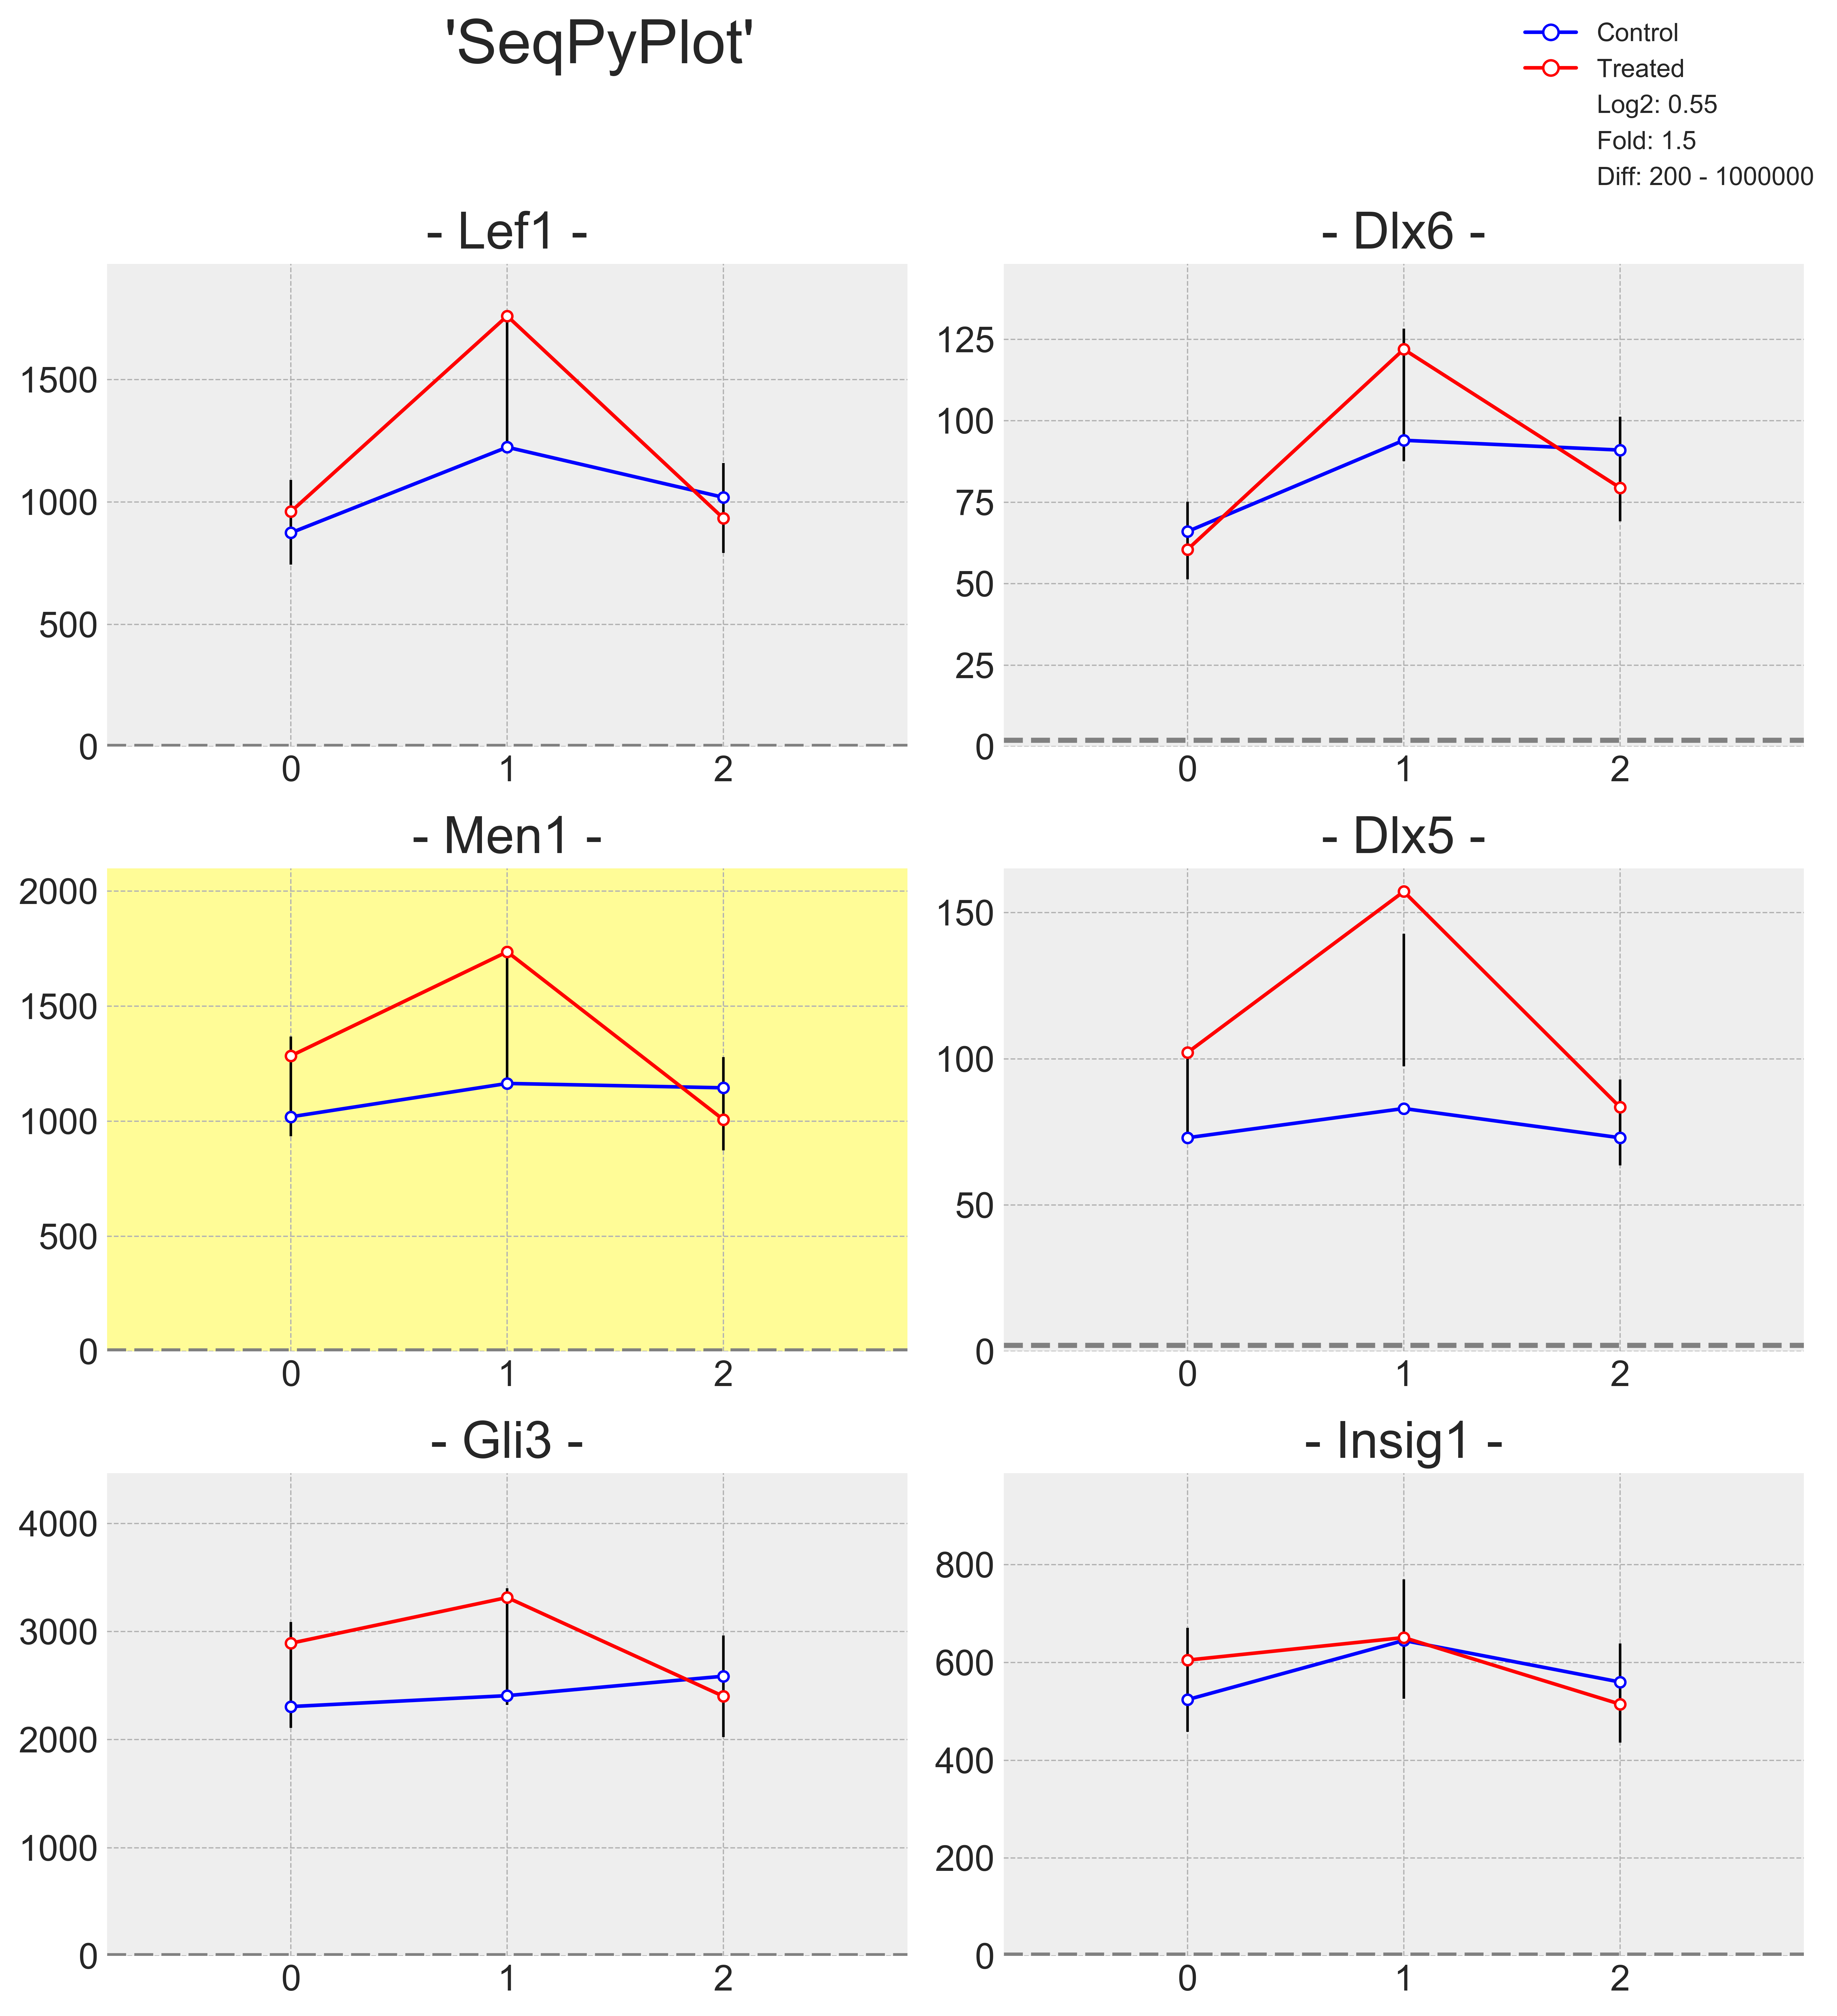 'SeqPyPlot'
Control
Treated
Log2: 0.55
Fold: 1.5
Diff: 200 - 1000000
- Lef1 -
1500
1000
500
0
0 1 2
- Dlx6 -
125
100
75
50
25
0
0 1 2
- Men1 -
2000
1500
1000
500
0
0 1 2
- Dlx5 -
150
100
50
0
0 1 2
- Gli3 -
4000
3000
2000
1000
0
0 1 2
- Insig1 -
800
600
400
200
0
0 1 2